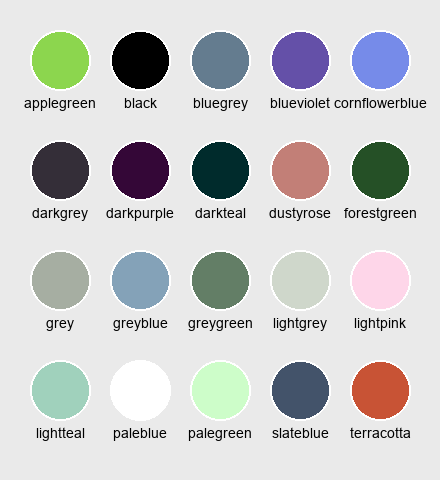 applegreen black bluegrey blueviolet cornflowerblue
darkgrey darkpurple darkteal dustyrose forestgreen
grey greyblue greygreen lightgrey lightpink
lightteal paleblue palegreen slateblue terracotta